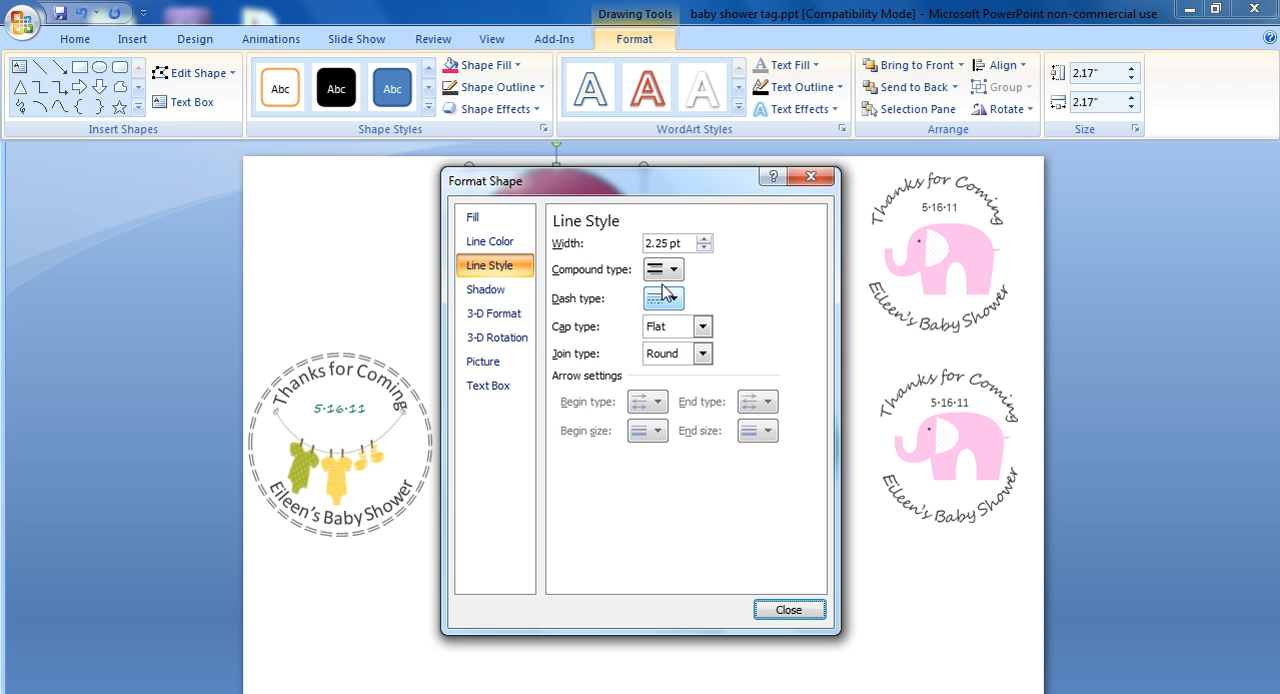 Drawing Tools
baby shower tag.ppt [Compatibility Mode] - Microsoft PowerPoint non-commercial use
Home Insert Design Animations Slide Show Review View Add-Ins Format
Edit Shape
Text Box
Insert Shapes
Abc Abc Abc
Shape Fill
Shape Outline
Shape Effects
Shape Styles
Text Fill
Text Outline
Text Effects
WordArt Styles
Bring to Front
Send to Back
Selection Pane
Align
Group
Rotate
Arrange
2.17"
2.17"
Size
Format Shape
Fill
Line Color
Line Style
Shadow
3-D Format
3-D Rotation
Picture
Text Box
Line Style
Width: 2.25 pt
Compound type:
Dash type:
Cap type: Flat
Join type: Round
Arrow settings
Begin type: End type:
Begin size: End size:
Close
Thanks for Coming
5·16·11
Eileen's Baby Shower
Thanks for Coming
5·16·11
Eileen's Baby Shower
Thanks for Coming
5·16·11
Eileen's Baby Shower